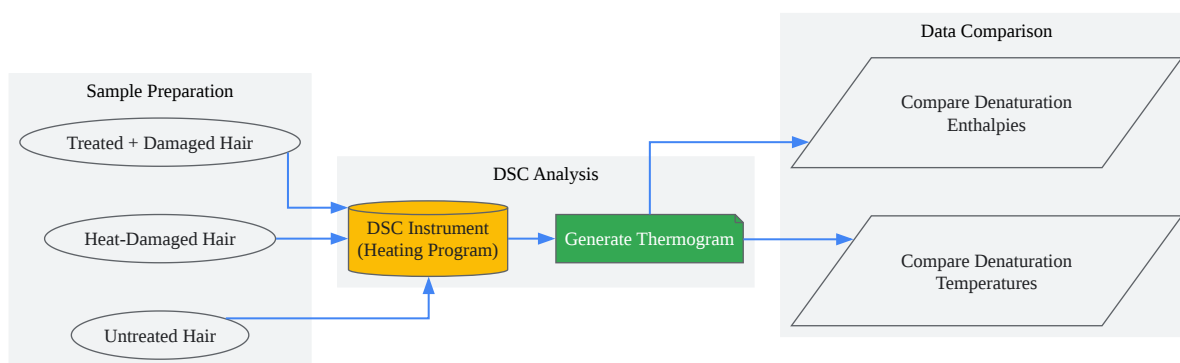 Sample Preparation
Treated + Damaged Hair
Heat-Damaged Hair
Untreated Hair
DSC Analysis
DSC Instrument
(Heating Program)
Generate Thermogram
Data Comparison
Compare Denaturation
Enthalpies
Compare Denaturation
Temperatures